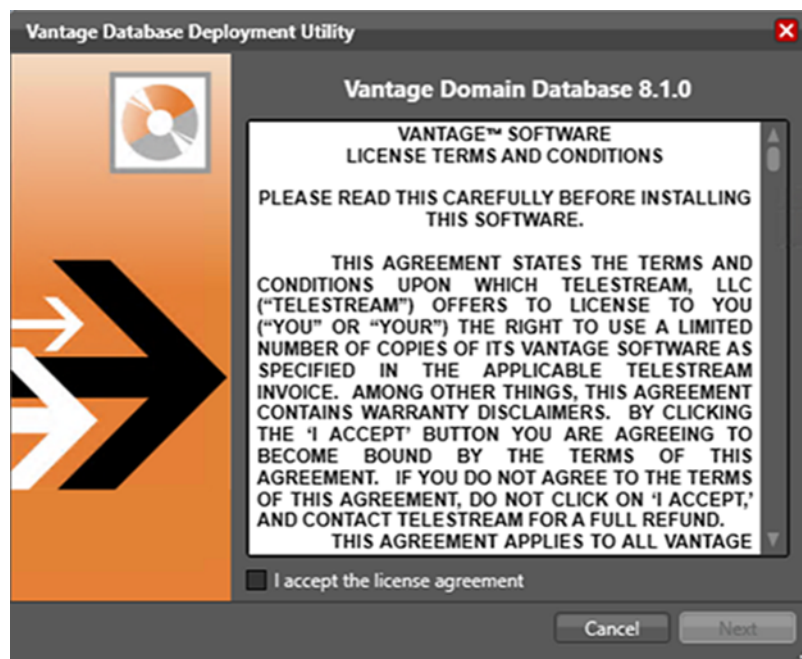 Vantage Database Deployment Utility
Vantage Domain Database 8.1.0
VANTAGE™ SOFTWARE
LICENSE TERMS AND CONDITIONS
PLEASE READ THIS CAREFULLY BEFORE INSTALLING
THIS SOFTWARE.
THIS AGREEMENT STATES THE TERMS AND
CONDITIONS UPON WHICH TELESTREAM, LLC
(“TELESTREAM”) OFFERS TO LICENSE TO YOU
(“YOU” OR “YOUR”) THE RIGHT TO USE A LIMITED
NUMBER OF COPIES OF ITS VANTAGE SOFTWARE AS
SPECIFIED IN THE APPLICABLE TELESTREAM
INVOICE. AMONG OTHER THINGS, THIS AGREEMENT
CONTAINS WARRANTY DISCLAIMERS. BY CLICKING
THE ‘I ACCEPT’ BUTTON YOU ARE AGREEING TO
BECOME BOUND BY THE TERMS OF THIS
AGREEMENT. IF YOU DO NOT AGREE TO THE TERMS
OF THIS AGREEMENT, DO NOT CLICK ON ‘I ACCEPT,’
AND CONTACT TELESTREAM FOR A FULL REFUND.
THIS AGREEMENT APPLIES TO ALL VANTAGE
I accept the license agreement
Cancel
Next